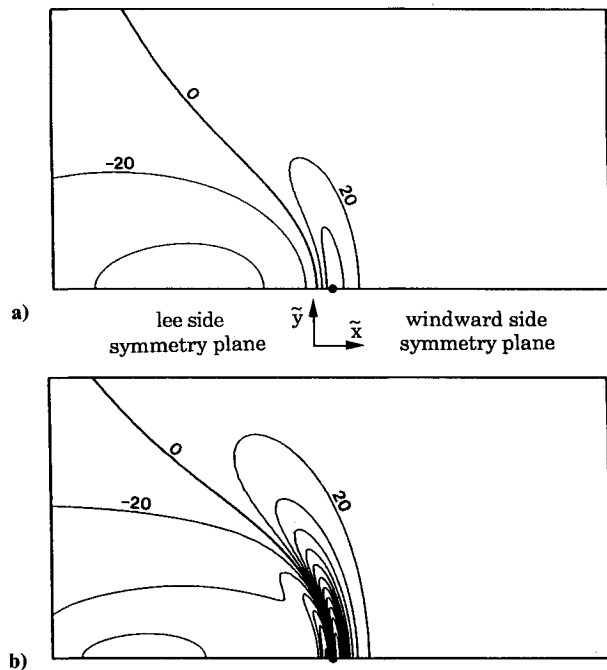 0
-20
20
a)
lee side
symmetry plane
ỹ
x̃
windward side
symmetry plane
0
-20
20
b)